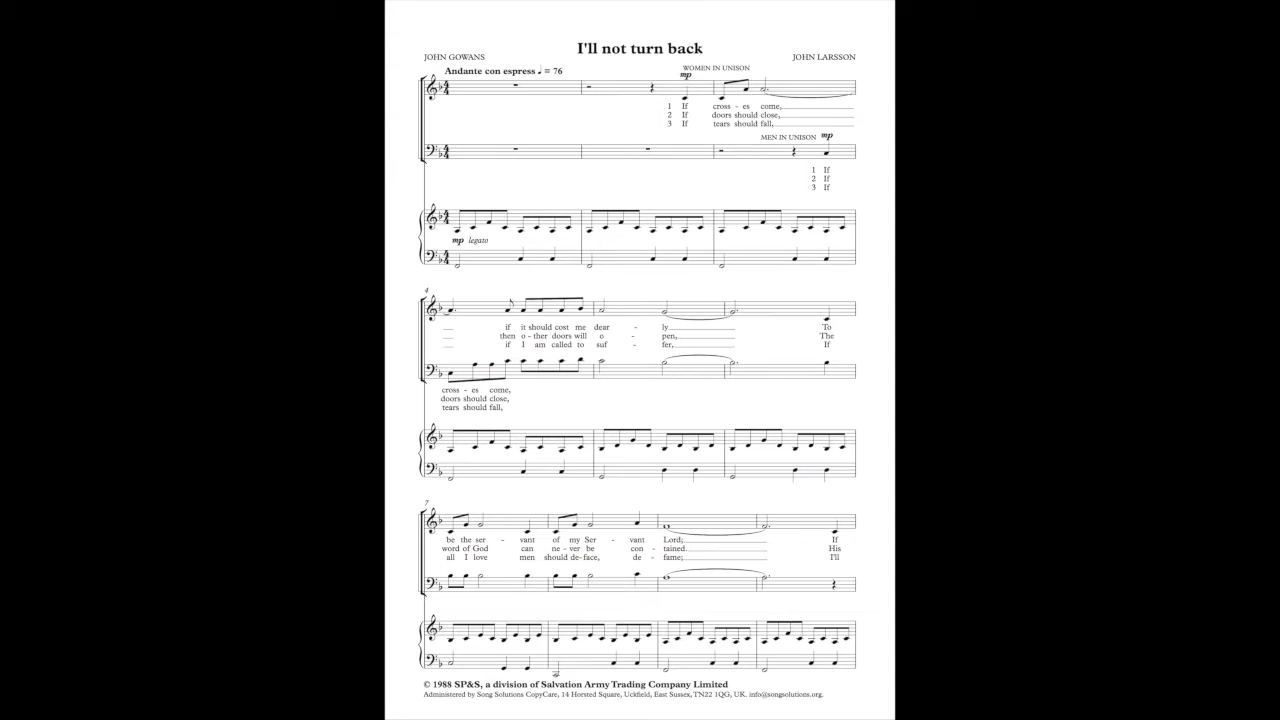 I'll not turn back
JOHN GOWANS
JOHN LARSSON
Andante con espress ♩ = 76
WOMEN IN UNISON
mp
1 If cross - es come,
2 If doors should close,
3 If tears should fall,
MEN IN UNISON mp
1 If
2 If
3 If
mp legato
4
if it should cost me dear - ly To
then o - ther doors will o - pen, The
if I am called to suf - fer, If
cross - es come,
doors should close,
tears should fall,
7
be the ser - vant of my Ser - vant Lord; If
word of God can ne - ver be con - tained. His
all I love men should de - face, de - fame; I'll
© 1988 SP&S, a division of Salvation Army Trading Company Limited
Administered by Song Solutions CopyCare, 14 Horsted Square, Uckfield, East Sussex, TN22 1QG, UK. info@songsolutions.org.